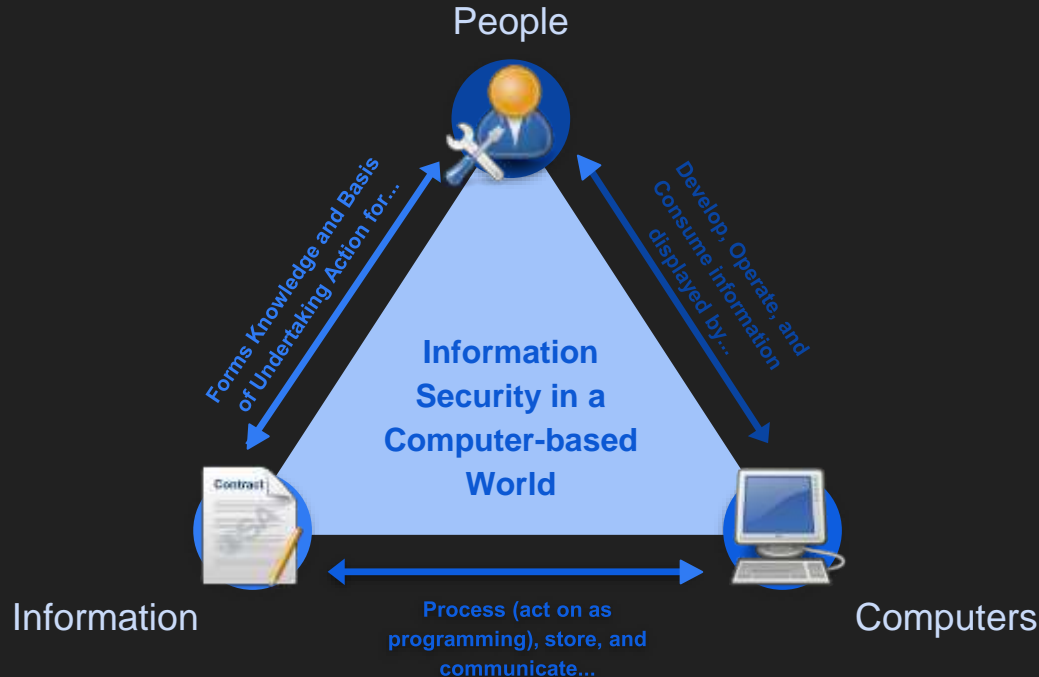 People
Forms Knowledge and Basis
of Undertaking Action for...
Develop, Operate, and
Consume information
displayed by...
Information
Security in a
Computer-based
World
Contract
Information
Computers
Process (act on as
programming), store, and
communicate...